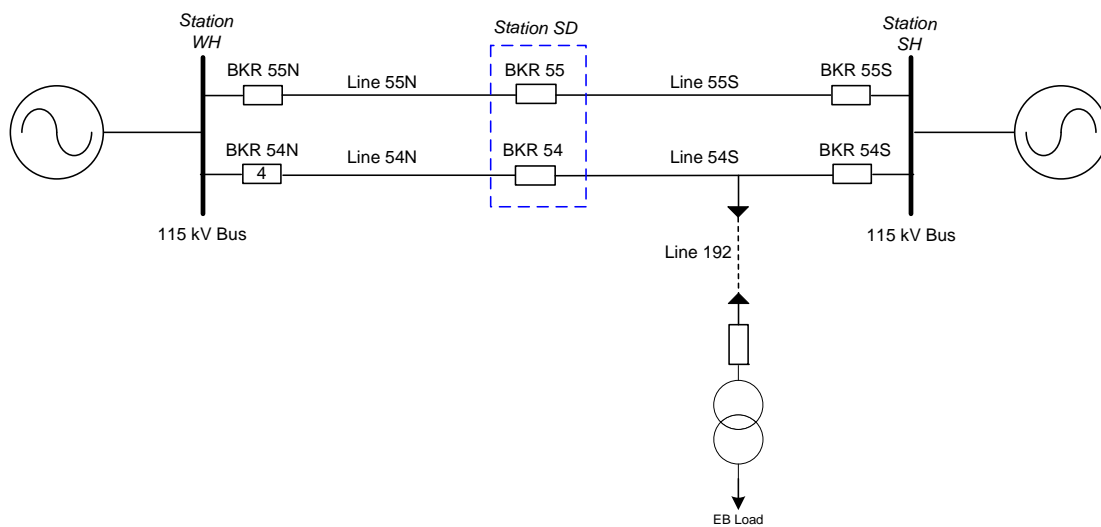 Station
WH
Station SD
Station
SH
BKR 55N
Line 55N
BKR 55
Line 55S
BKR 55S
BKR 54N
4
Line 54N
BKR 54
Line 54S
BKR 54S
115 kV Bus
115 kV Bus
Line 192
EB Load